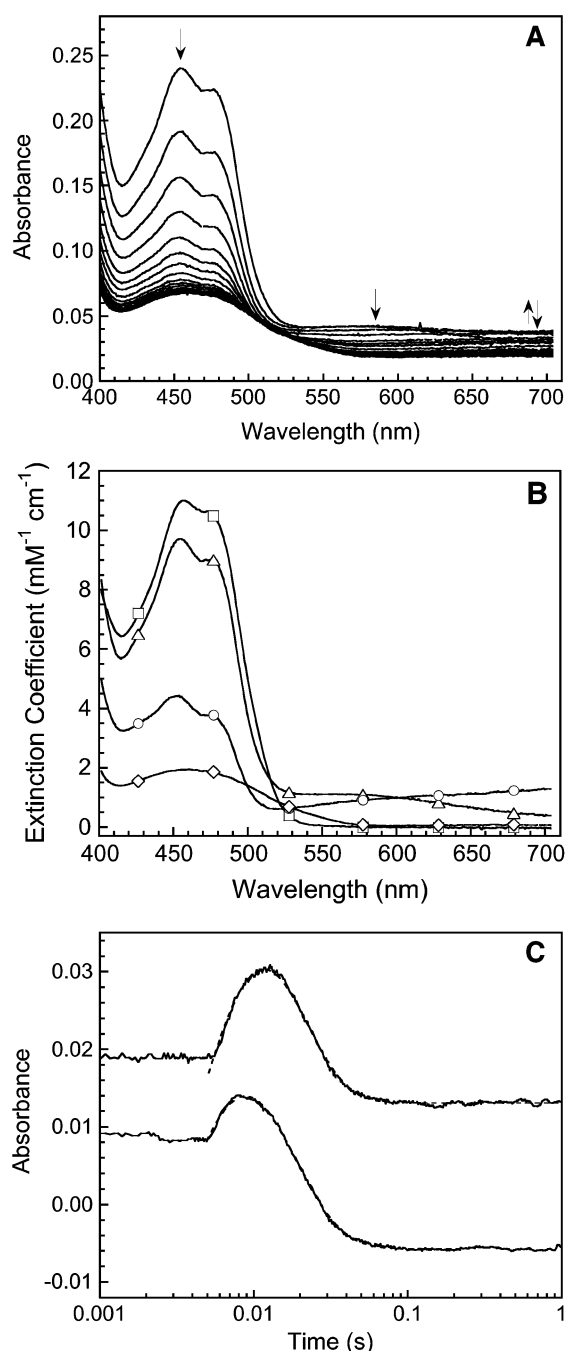 A
0.25
0.20
0.15
0.10
0.05
0.00
Absorbance
400 450 500 550 600 650 700
Wavelength (nm)
B
12
10
8
6
4
2
0
Extinction Coefficient (mM⁻¹ cm⁻¹)
400 450 500 550 600 650 700
Wavelength (nm)
C
0.03
0.02
0.01
0.00
-0.01
Absorbance
0.001 0.01 0.1 1
Time (s)